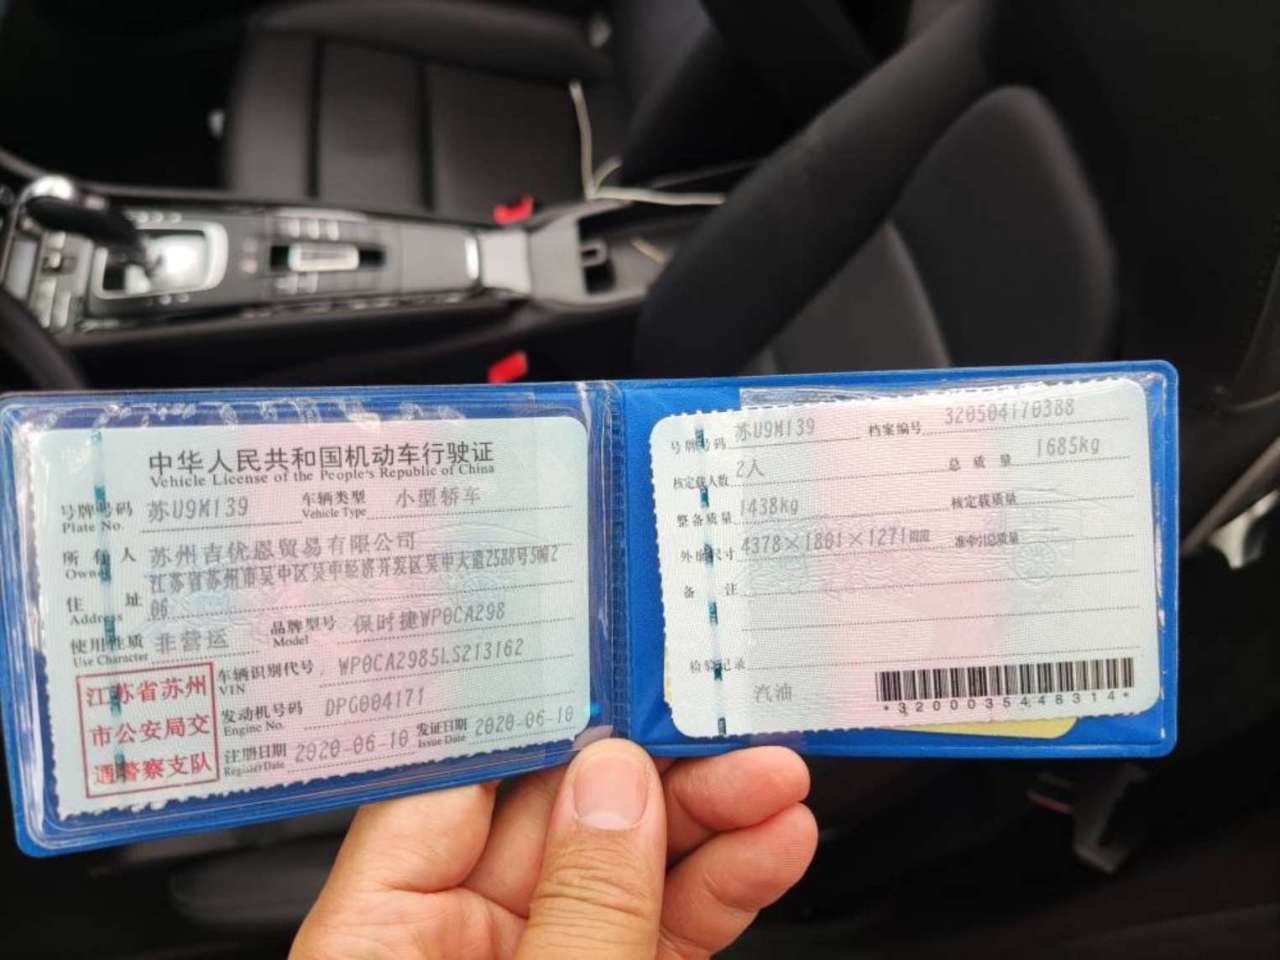 中华人民共和国机动车行驶证
Vehicle License of the People's Republic of China
号牌号码 苏U9M139 车辆类型 小型轿车
Plate No. Vehicle Type
所有人 苏州吉优恩贸易有限公司
Owner
住址 江苏省苏州市吴中区吴中经济开发区吴中大道2588号5幢2
Address 06
使用性质 非营运 品牌型号 保时捷WP0CA298
Use Character Model
车辆识别代号 WP0CA2985LS213162
VIN
发动机号码 DPG004171
Engine No.
注册日期 2020-06-10 发证日期 2020-06-10
Register Date Issue Date
江苏省苏州
市公安局交
通警察支队
号牌号码 苏U9M139 档案编号 320504170388
核定载人数 2人 总质量 1685kg
整备质量 1438kg 核定载质量
外廓尺寸 4378×1801×1271mm 准牵引总质量
备注
检验记录
汽油
*3200035448314*